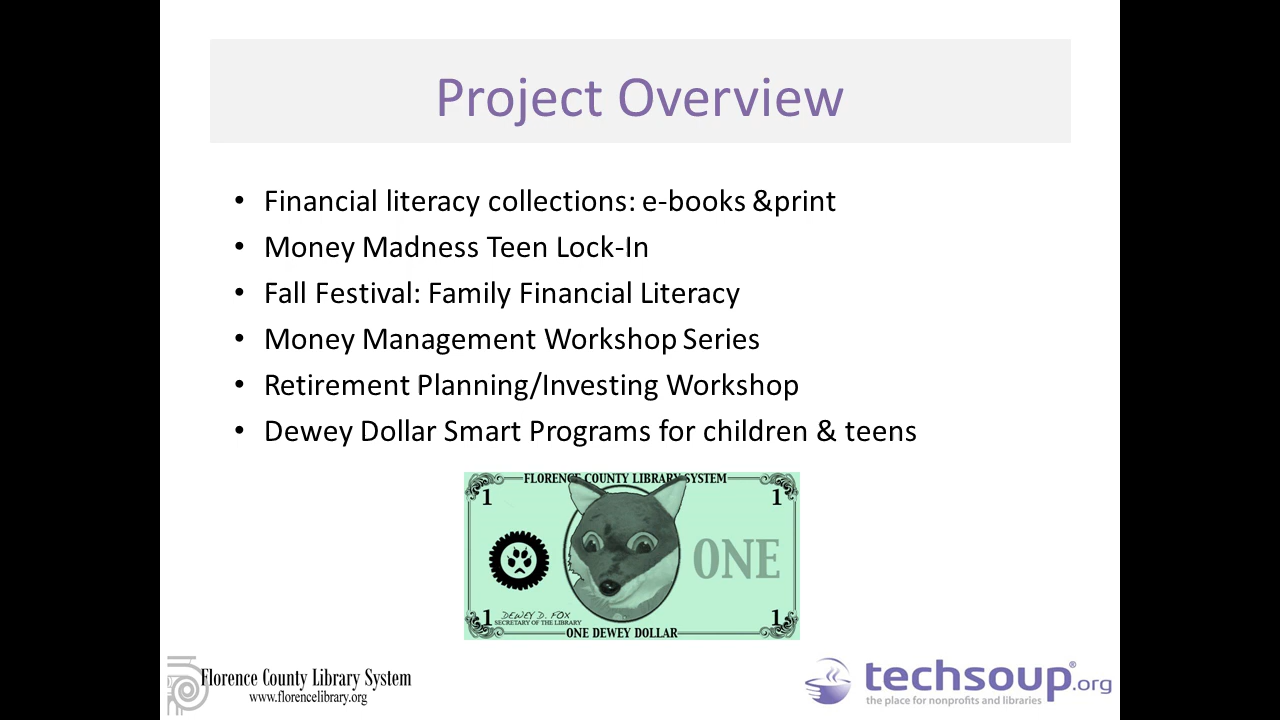 Project Overview
• Financial literacy collections: e-books &print
• Money Madness Teen Lock-In
• Fall Festival: Family Financial Literacy
• Money Management Workshop Series
• Retirement Planning/Investing Workshop
• Dewey Dollar Smart Programs for children & teens
FLORENCE COUNTY LIBRARY SYSTEM
1 1
ONE
DEWEY D. FOX
1 SECRETARY OF THE LIBRARY 1
ONE DEWEY DOLLAR
Florence County Library System
www.florencelibrary.org
techsoup®.org
the place for nonprofits and libraries